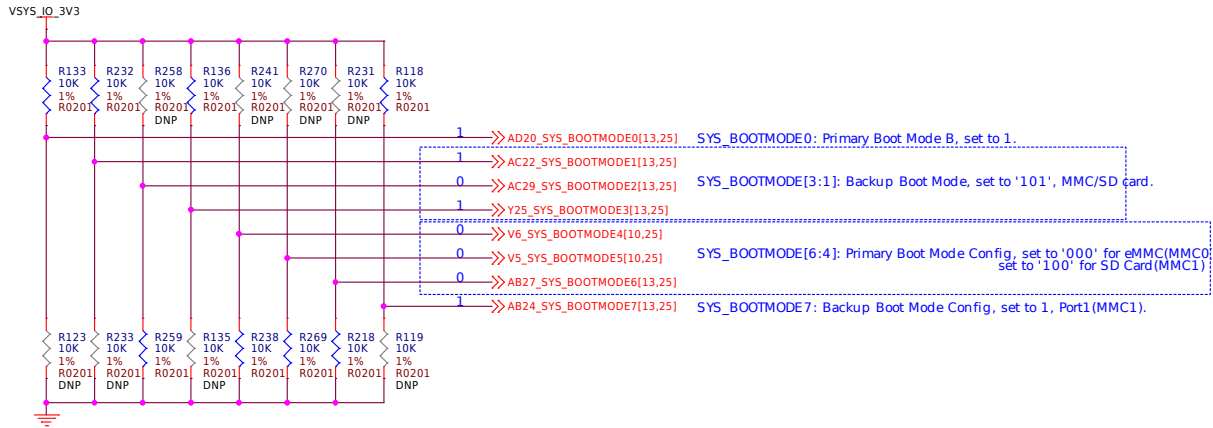 VSYS_IO_3V3
R133 R232 R258 R136 R241 R270 R231 R118
10K 10K 10K 10K 10K 10K 10K 10K
1% 1% 1% 1% 1% 1% 1% 1%
R0201 R0201 R0201 R0201 R0201 R0201 R0201 R0201
DNP DNP DNP
1 AD20_SYS_BOOTMODE0[13,25] SYS_BOOTMODE0: Primary Boot Mode B, set to 1.
1 AC22_SYS_BOOTMODE1[13,25]
0 AC29_SYS_BOOTMODE2[13,25] SYS_BOOTMODE[3:1]: Backup Boot Mode, set to '101', MMC/SD card.
1 Y25_SYS_BOOTMODE3[13,25]
0 V6_SYS_BOOTMODE4[10,25]
0 V5_SYS_BOOTMODE5[10,25] SYS_BOOTMODE[6:4]: Primary Boot Mode Config, set to '000' for eMMC(MMC0
set to '100' for SD Card(MMC1)
0 AB27_SYS_BOOTMODE6[13,25]
1 AB24_SYS_BOOTMODE7[13,25] SYS_BOOTMODE7: Backup Boot Mode Config, set to 1, Port1(MMC1).
R123 R233 R259 R135 R238 R269 R218 R119
10K 10K 10K 10K 10K 10K 10K 10K
1% 1% 1% 1% 1% 1% 1% 1%
R0201 R0201 R0201 R0201 R0201 R0201 R0201 R0201
DNP DNP DNP DNP